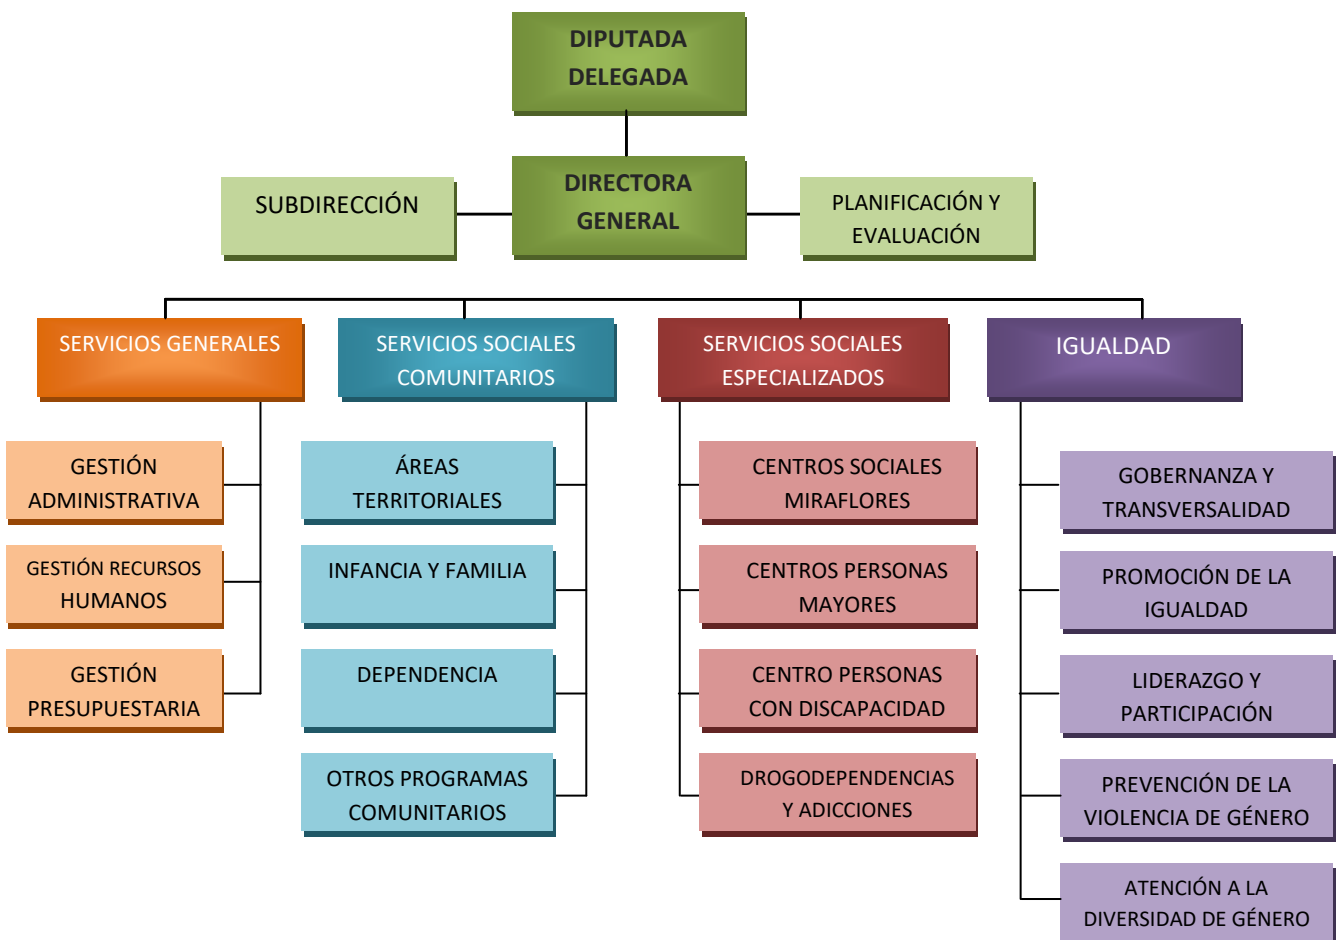 DIPUTADA
DELEGADA
DIRECTORA
GENERAL
SUBDIRECCIÓN
PLANIFICACIÓN Y
EVALUACIÓN
SERVICIOS GENERALES
GESTIÓN
ADMINISTRATIVA
GESTIÓN RECURSOS
HUMANOS
GESTIÓN
PRESUPUESTARIA
SERVICIOS SOCIALES
COMUNITARIOS
ÁREAS
TERRITORIALES
INFANCIA Y FAMILIA
DEPENDENCIA
OTROS PROGRAMAS
COMUNITARIOS
SERVICIOS SOCIALES
ESPECIALIZADOS
CENTROS SOCIALES
MIRAFLORES
CENTROS PERSONAS
MAYORES
CENTRO PERSONAS
CON DISCAPACIDAD
DROGODEPENDENCIAS
Y ADICCIONES
IGUALDAD
GOBERNANZA Y
TRANSVERSALIDAD
PROMOCIÓN DE LA
IGUALDAD
LIDERAZGO Y
PARTICIPACIÓN
PREVENCIÓN DE LA
VIOLENCIA DE GÉNERO
ATENCIÓN A LA
DIVERSIDAD DE GÉNERO